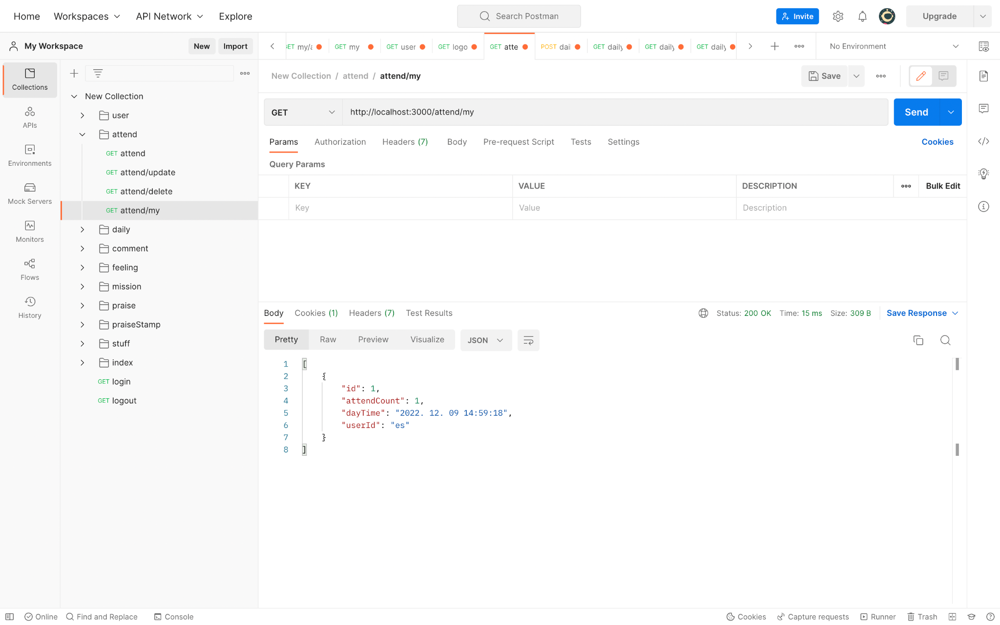 Home Workspaces API Network Explore Search Postman Invite Upgrade
My Workspace New Import
GET my/a GET my GET user GET logo GET atte POST dai GET daily GET daily GET daily No Environment
Collections
APIs
Environments
Mock Servers
Monitors
Flows
History
New Collection
user
attend
GET attend
GET attend/update
GET attend/delete
GET attend/my
daily
comment
feeling
mission
praise
praiseStamp
stuff
index
GET login
GET logout
New Collection / attend / attend/my Save
GET http://localhost:3000/attend/my Send
Params Authorization Headers (7) Body Pre-request Script Tests Settings Cookies
Query Params
KEY VALUE DESCRIPTION Bulk Edit
Key Value Description
Body Cookies (1) Headers (7) Test Results Status: 200 OK Time: 15 ms Size: 309 B Save Response
Pretty Raw Preview Visualize JSON
1 [
2 {
3 "id": 1,
4 "attendCount": 1,
5 "dayTime": "2022. 12. 09 14:59:18",
6 "userId": "es"
7 }
8 ]
Online Find and Replace Console Cookies Capture requests Runner Trash